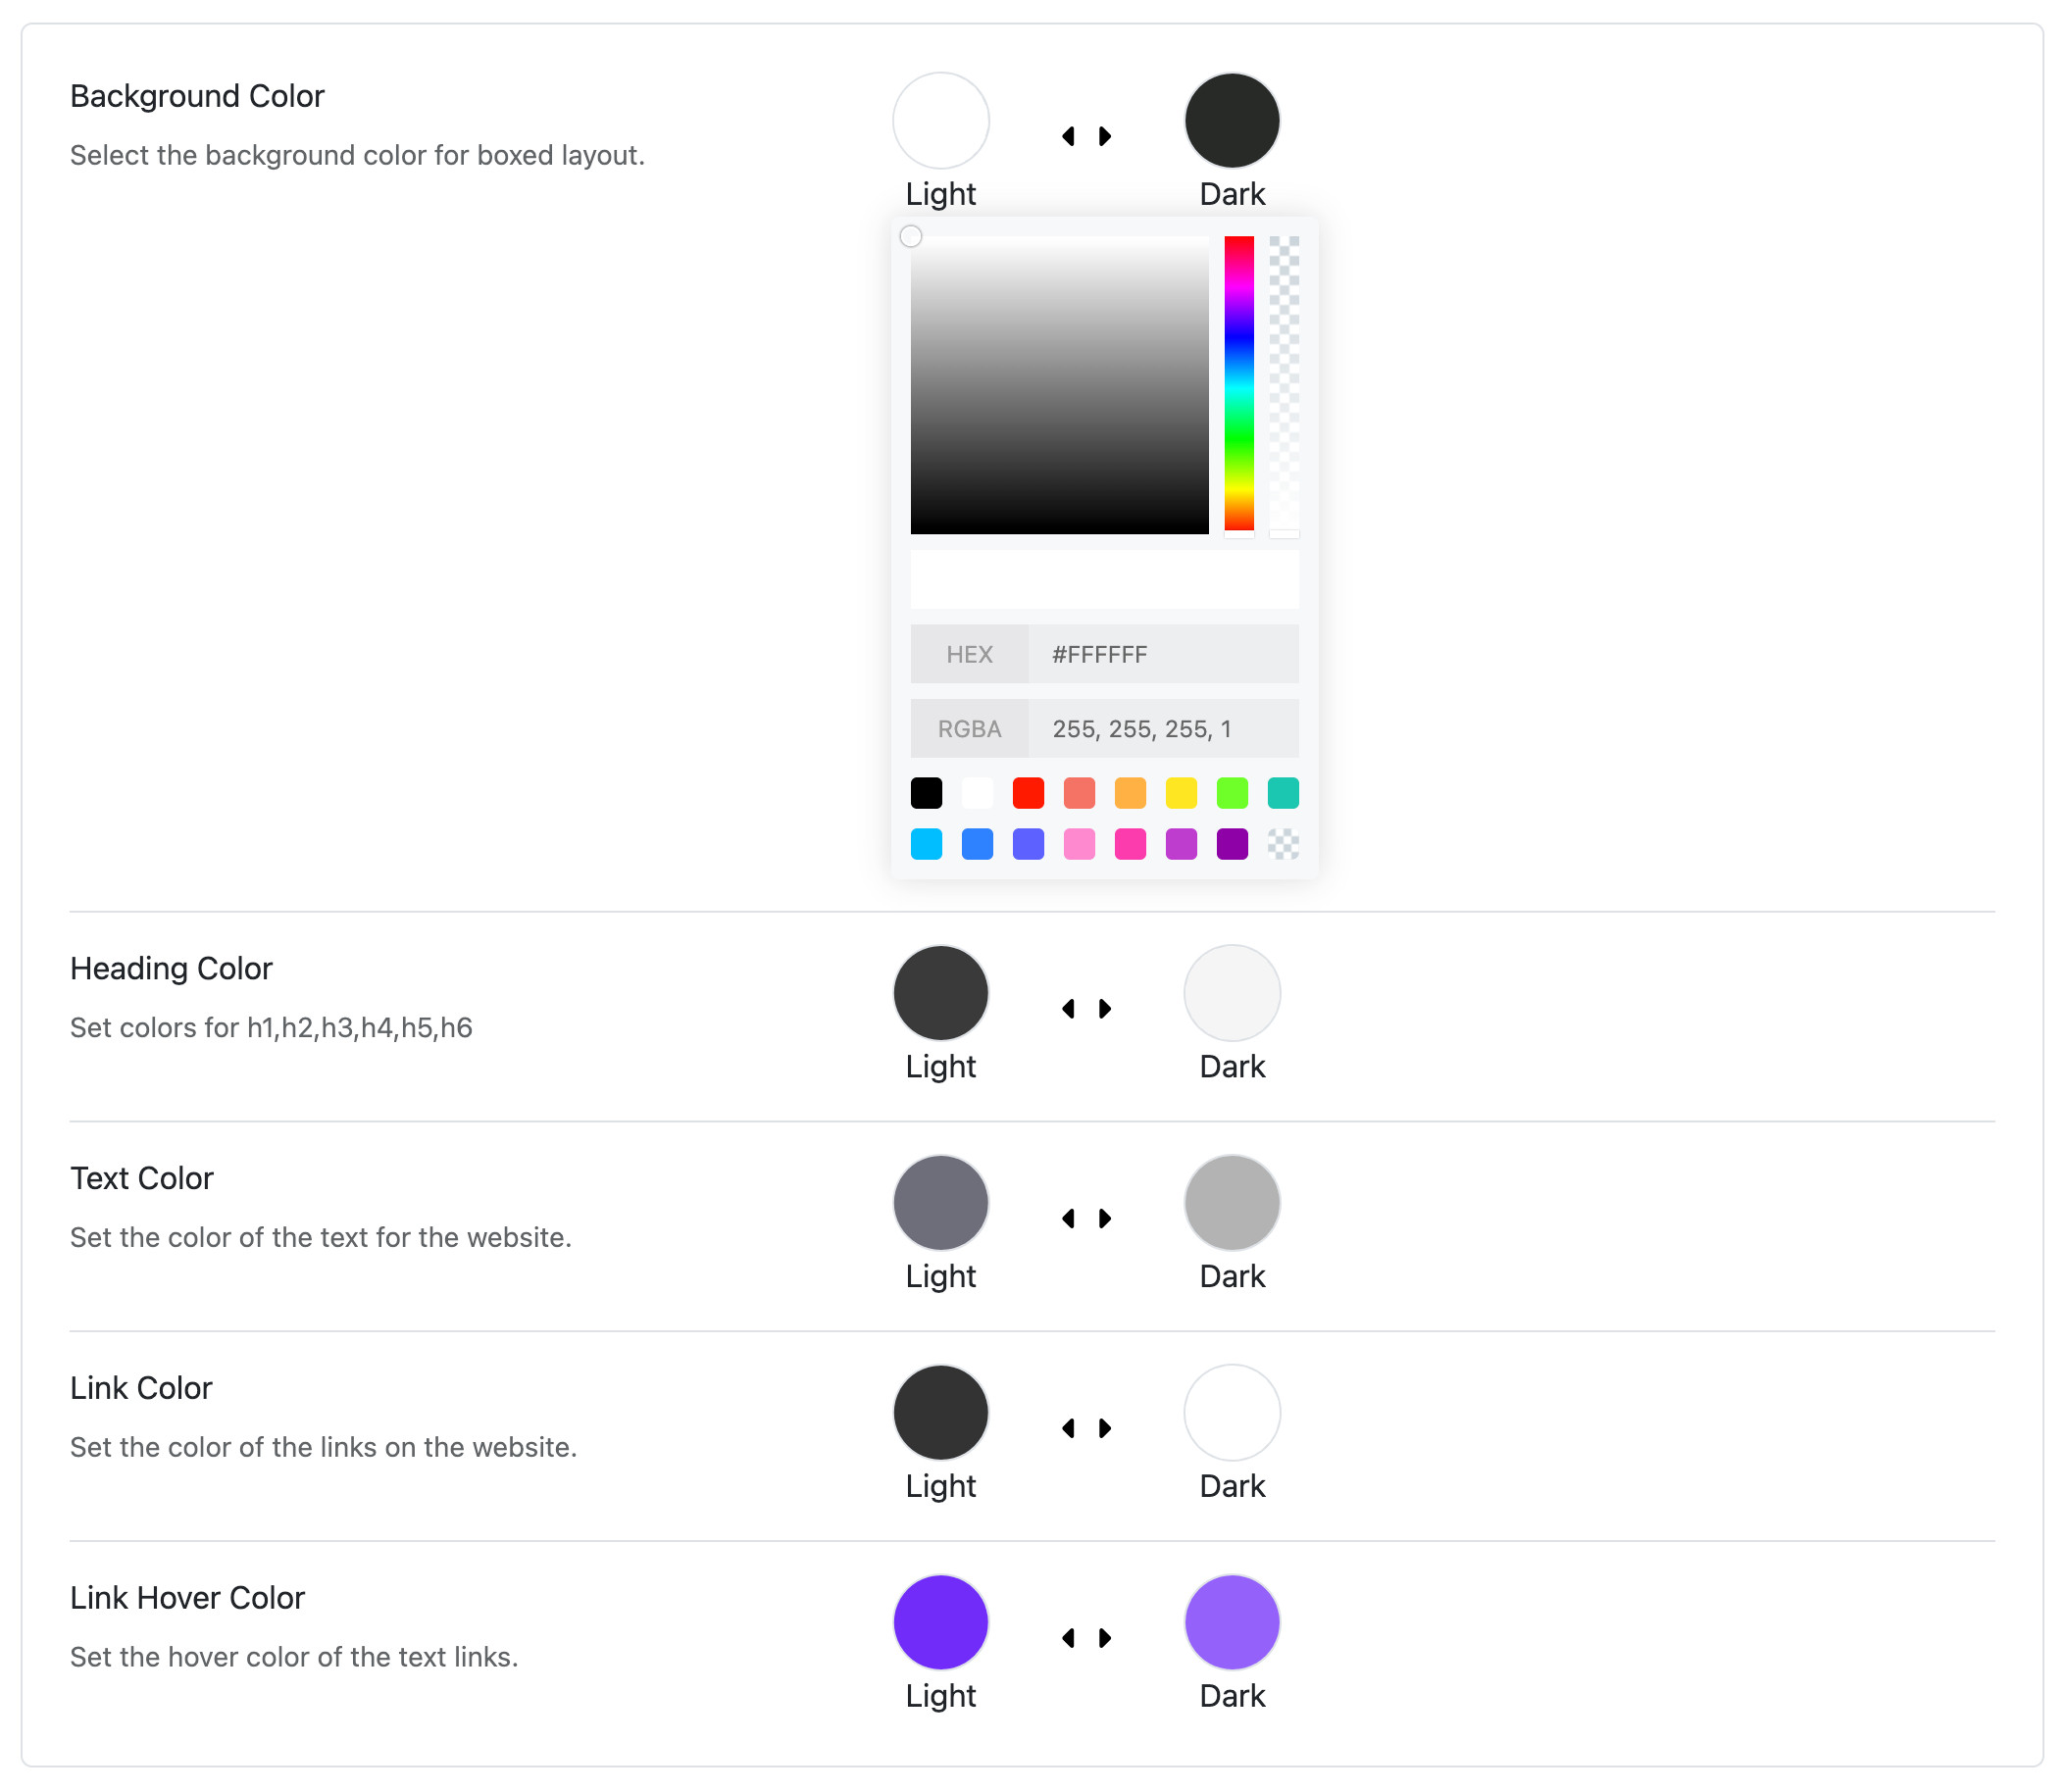 Background Color
Select the background color for boxed layout.
Light
Dark
HEX
#FFFFFF
RGBA
255, 255, 255, 1
Heading Color
Set colors for h1,h2,h3,h4,h5,h6
Light
Dark
Text Color
Set the color of the text for the website.
Light
Dark
Link Color
Set the color of the links on the website.
Light
Dark
Link Hover Color
Set the hover color of the text links.
Light
Dark